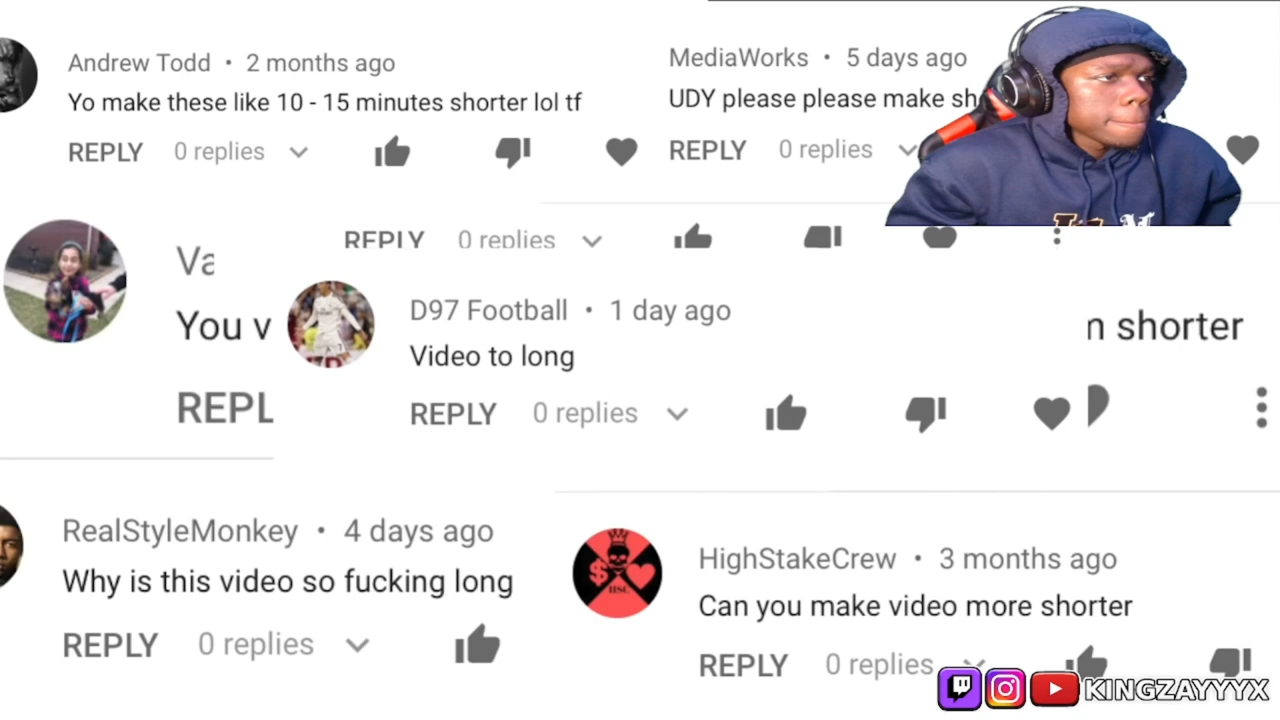 Andrew Todd • 2 months ago
Yo make these like 10 - 15 minutes shorter lol tf
REPLY 0 replies
MediaWorks • 5 days ago
UDY please please make sh
REPLY 0 replies
REPLY 0 replies
Va
You v
n shorter
REPL
D97 Football • 1 day ago
Video to long
REPLY 0 replies
RealStyleMonkey • 4 days ago
Why is this video so fucking long
REPLY 0 replies
HighStakeCrew • 3 months ago
Can you make video more shorter
REPLY 0 replies
HSC
KINGZAYYYX